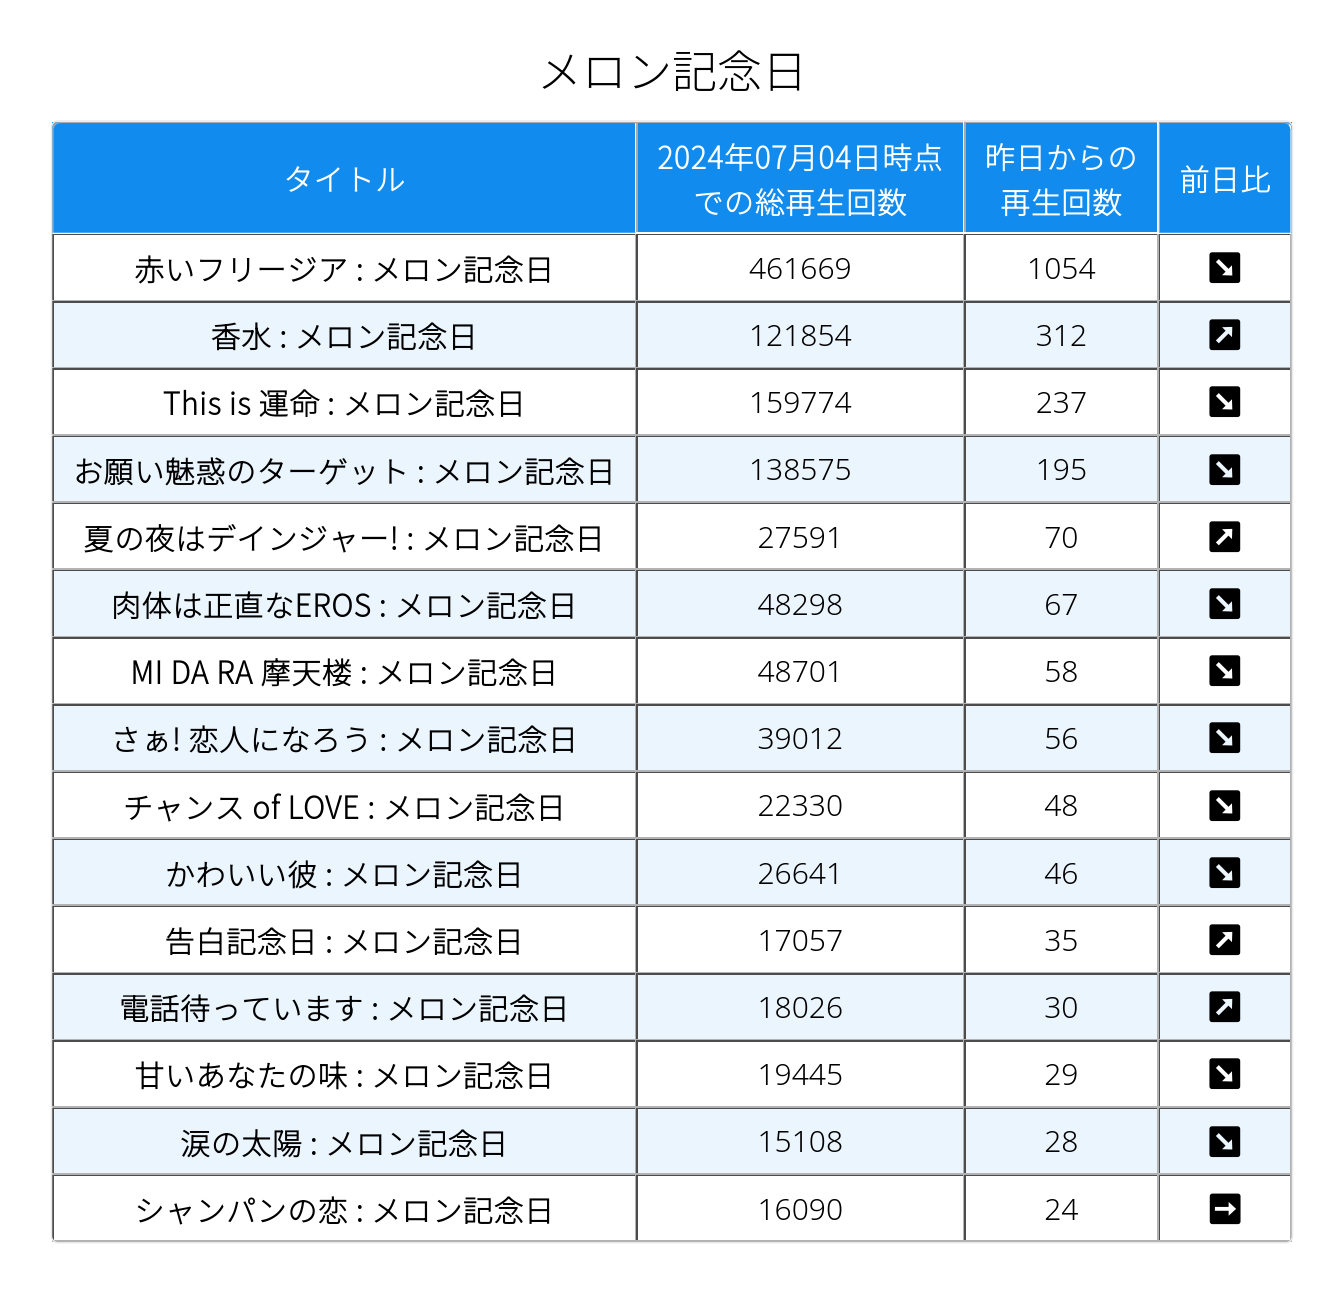 メロン記念日
タイトル 2024年07月04日時点での総再生回数 昨日からの再生回数 前日比
赤いフリージア : メロン記念日 461669 1054 ↘
香水 : メロン記念日 121854 312 ↗
This is 運命 : メロン記念日 159774 237 ↘
お願い魅惑のターゲット : メロン記念日 138575 195 ↘
夏の夜はデインジャー! : メロン記念日 27591 70 ↗
肉体は正直なEROS : メロン記念日 48298 67 ↘
MI DA RA 摩天楼 : メロン記念日 48701 58 ↘
さぁ! 恋人になろう : メロン記念日 39012 56 ↘
チャンス of LOVE : メロン記念日 22330 48 ↘
かわいい彼 : メロン記念日 26641 46 ↘
告白記念日 : メロン記念日 17057 35 ↗
電話待っています : メロン記念日 18026 30 ↗
甘いあなたの味 : メロン記念日 19445 29 ↘
涙の太陽 : メロン記念日 15108 28 ↘
シャンパンの恋 : メロン記念日 16090 24 →